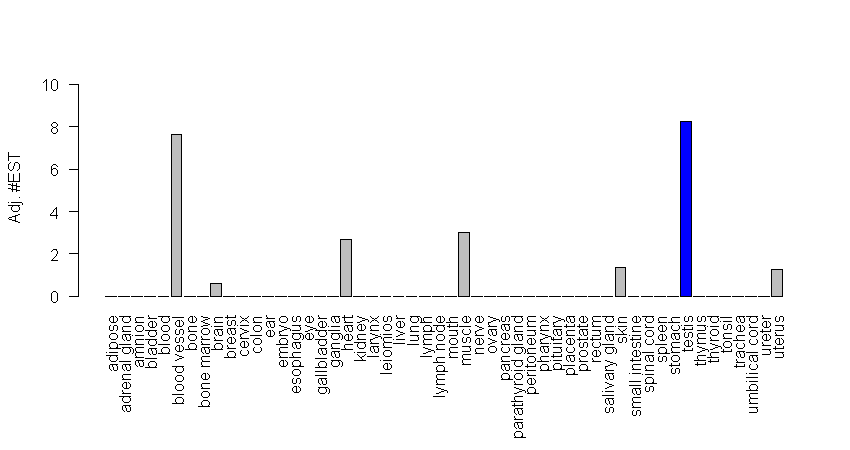 10
8
6
4
2
0
Adj. #EST
adipose
adrenal gland
amnion
bladder
blood
blood vessel
bone
bone marrow
brain
breast
cervix
colon
ear
embryo
esophagus
eye
gallbladder
ganglia
heart
kidney
larynx
leiomios
liver
lung
lymph
lymph node
mouth
muscle
nerve
ovary
pancreas
parathyroid gland
peritoneum
pharynx
pituitary
placenta
prostate
rectum
salivary gland
skin
small intestine
spinal cord
spleen
stomach
testis
thymus
thyroid
tonsil
trachea
umbilical cord
ureter
uterus